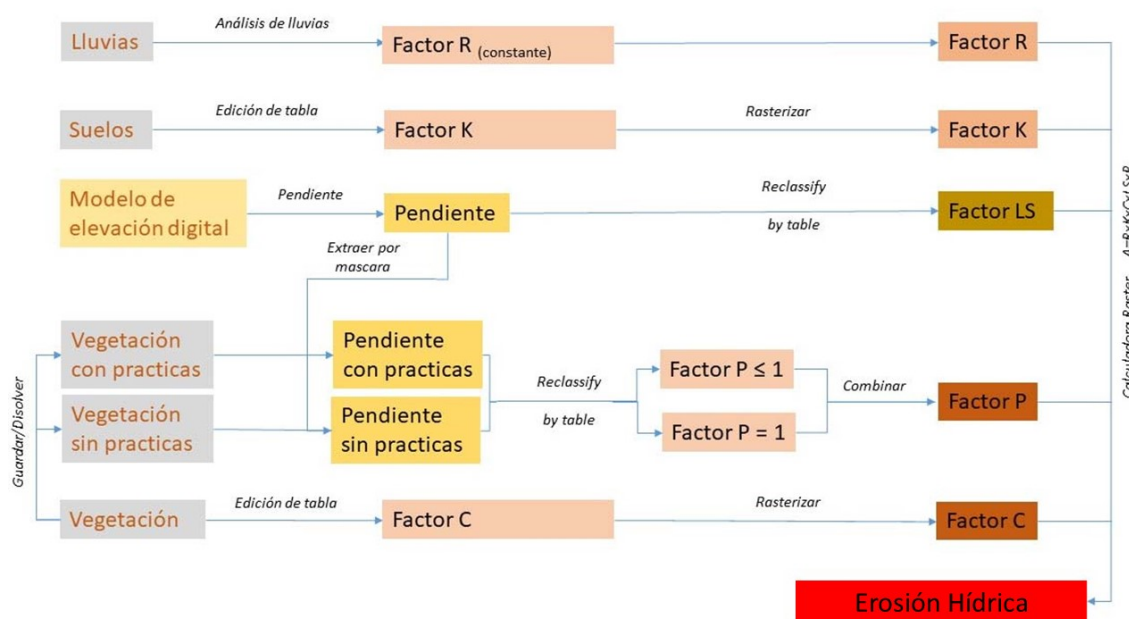 Análisis de lluvias
Lluvias
Factor R (constante)
Factor R
Edición de tabla
Rasterizar
Suelos
Factor K
Factor K
Modelo de
elevación digital
Pendiente
Pendiente
Reclassify
by table
Factor LS
Extraer por
mascara
Vegetación
con practicas
Pendiente
con practicas
Vegetación
sin practicas
Pendiente
sin practicas
Reclassify
by table
Factor P ≤ 1
Factor P = 1
Combinar
Factor P
Guardar/Disolver
Vegetación
Edición de tabla
Factor C
Rasterizar
Factor C
Calculadora Raster A=RxKxCxLSxP
Erosión Hídrica